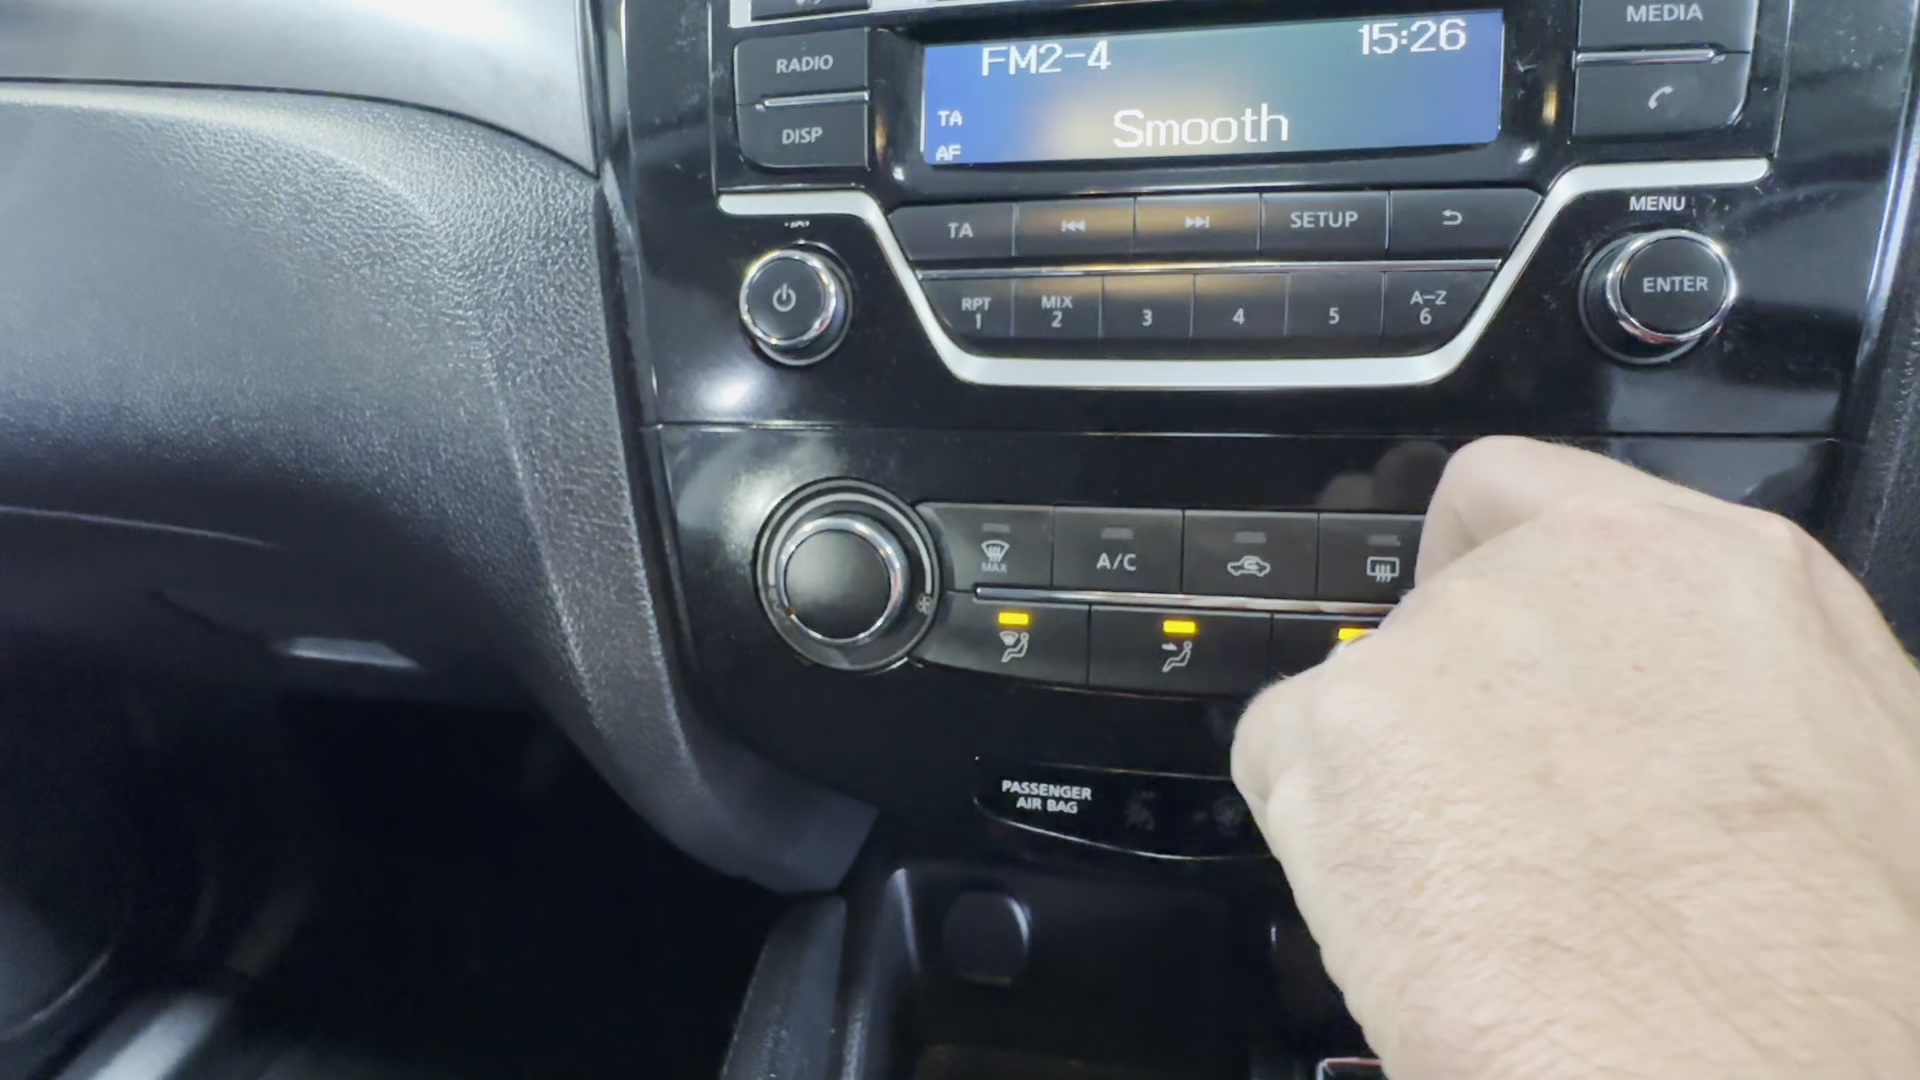 MEDIA
RADIO
DISP
FM2-4
15:26
TA
AF
Smooth
TA
SETUP
MENU
ENTER
RPT
1
MIX
2
3
4
5
A-Z
6
MAX
A/C
PASSENGER
AIR BAG